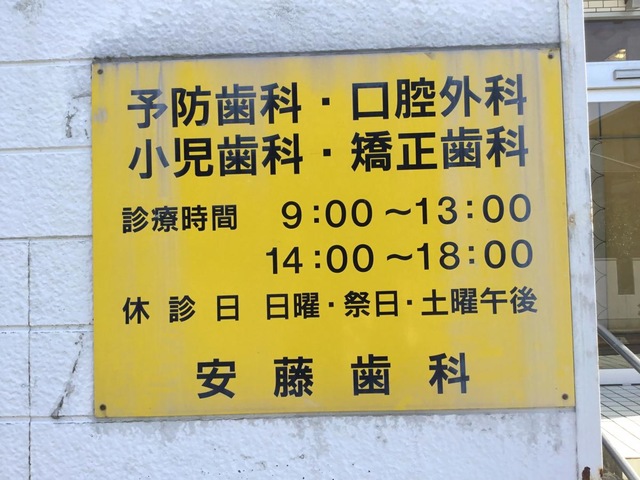 予防歯科・口腔外科
小児歯科・矯正歯科
診療時間 9:00～13:00
14:00～18:00
休診日 日曜・祭日・土曜午後
安藤歯科